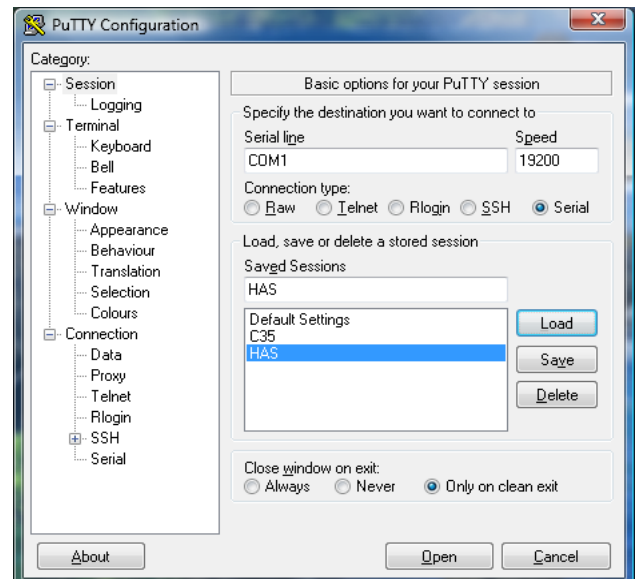 PuTTY Configuration
Category:
Session
Logging
Terminal
Keyboard
Bell
Features
Window
Appearance
Behaviour
Translation
Selection
Colours
Connection
Data
Proxy
Telnet
Rlogin
SSH
Serial
Basic options for your PuTTY session
Specify the destination you want to connect to
Serial line Speed
COM1 19200
Connection type:
Raw Telnet Rlogin SSH Serial
Load, save or delete a stored session
Saved Sessions
HAS
Default Settings
C35
HAS
Load
Save
Delete
Close window on exit:
Always Never Only on clean exit
About Open Cancel